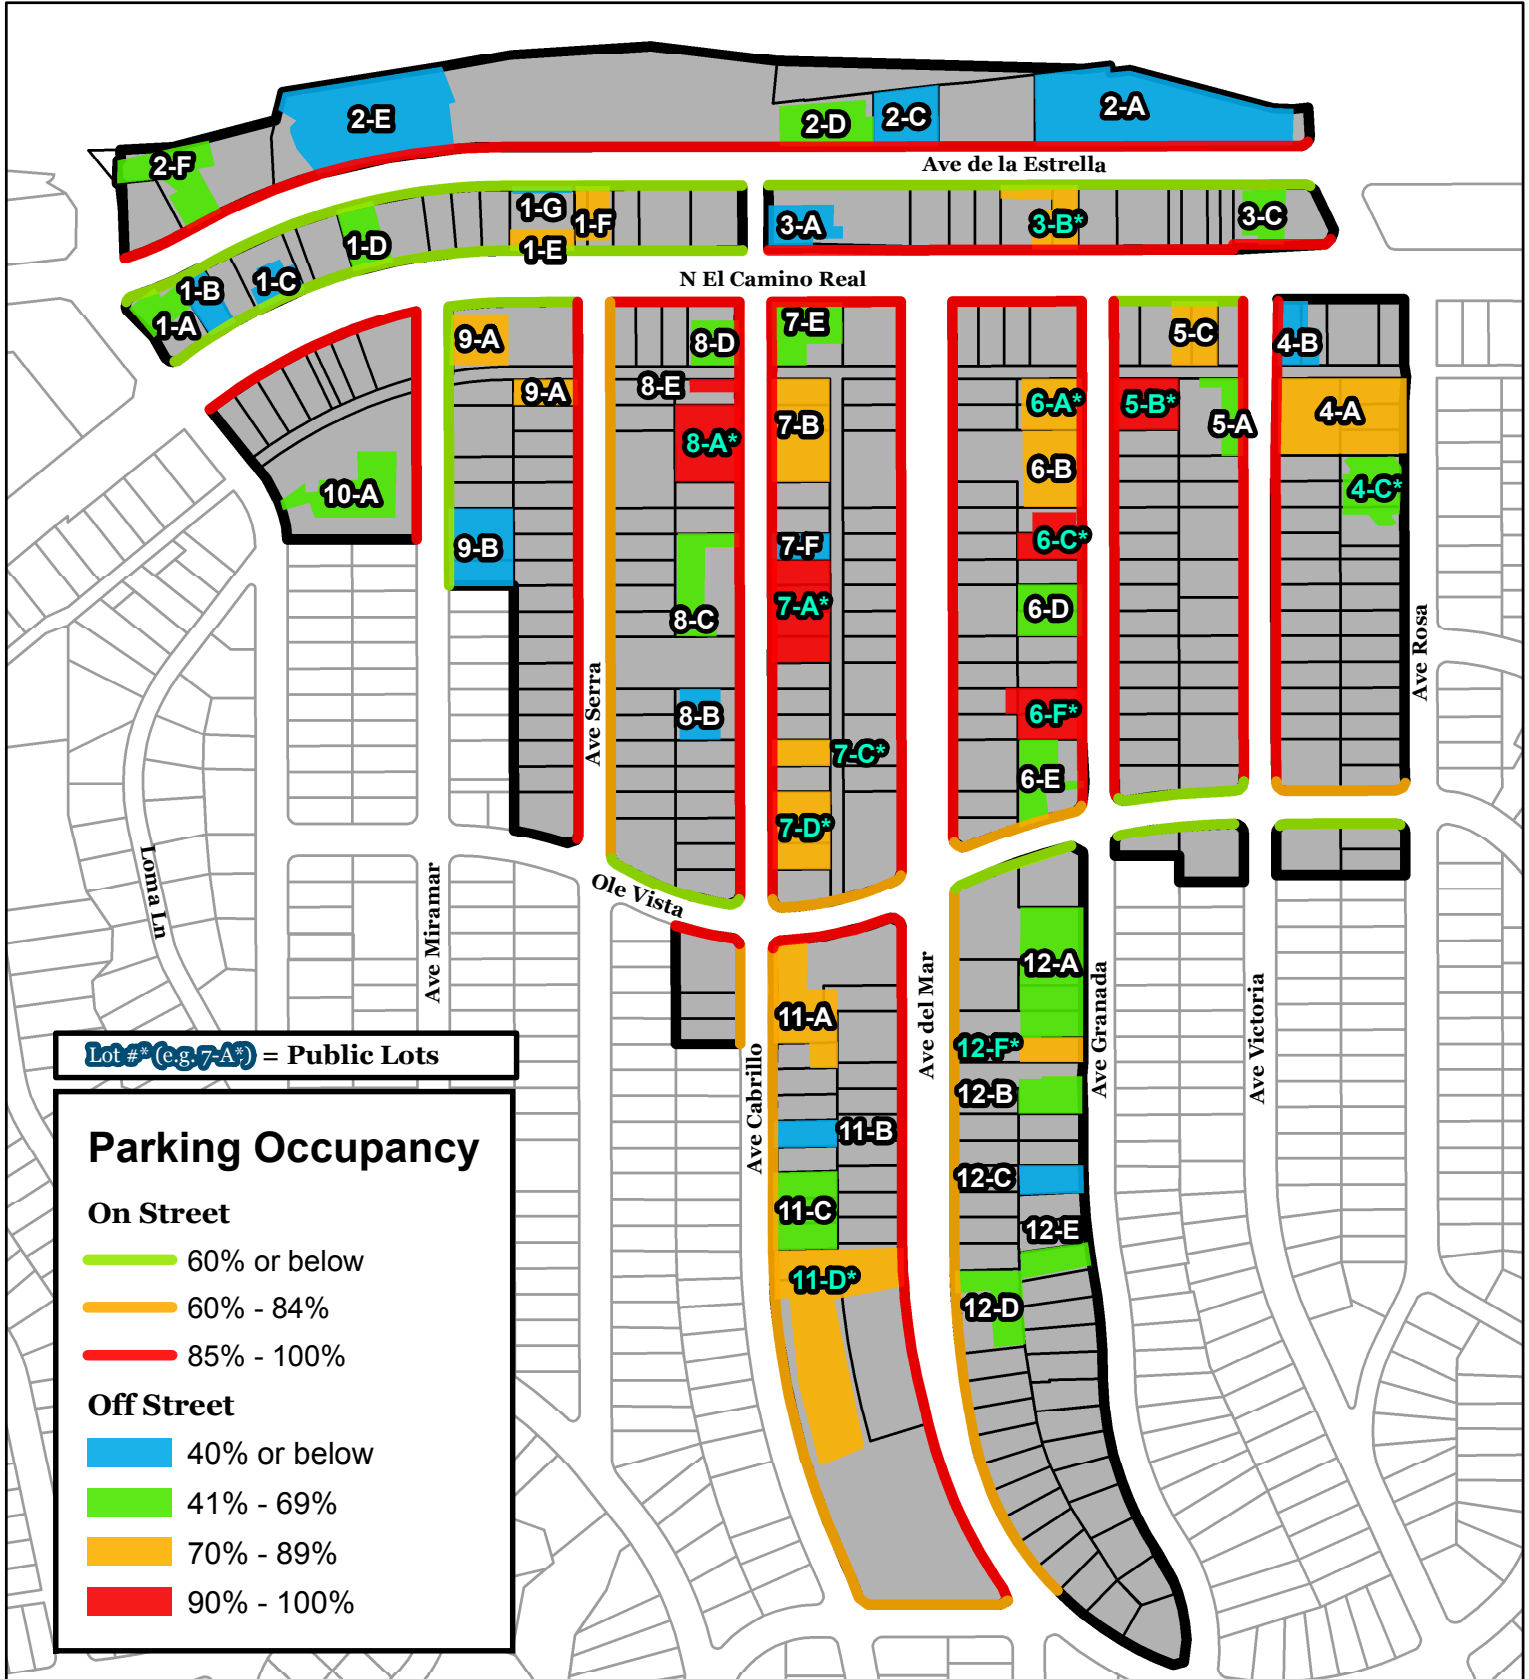 2-E
2-D
2-C
2-A
2-F
Ave de la Estrella
1-G
1-F
1-E
1-D
1-C
1-B
1-A
3-A
3-B*
3-C
N El Camino Real
9-A
8-D
7-E
5-C
4-B
9-A
8-E
7-B
6-A*
5-B*
5-A
4-A
8-A*
6-B
10-A
4-C*
9-B
7-F
6-C*
8-C
7-A*
6-D
Ave Serra
Ave Rosa
8-B
6-F*
7-C*
6-E
7-D*
Loma Ln
Ave Miramar
Ole Vista
12-A
11-A
Ave del Mar
Ave Granada
Ave Victoria
12-F*
Ave Cabrillo
12-B
11-B
12-C
11-C
12-E
11-D*
12-D
Lot #* (e.g. 7-A*) = Public Lots
Parking Occupancy
On Street
60% or below
60% - 84%
85% - 100%
Off Street
40% or below
41% - 69%
70% - 89%
90% - 100%